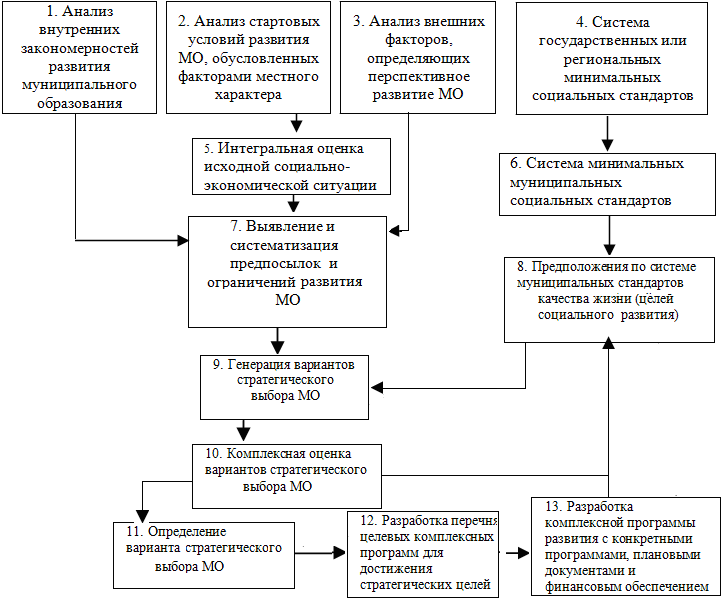 1. Анализ
внутренних
закономерностей
развития
муниципального
образования
2. Анализ стартовых
условий развития
МО, обусловленных
факторами местного
характера
3. Анализ внешних
факторов,
определяющих
перспективное
развитие МО
4. Система
государственных или
региональных
минимальных
социальных стандартов
5. Интегральная оценка
исходной социально-
экономической ситуации
6. Система минимальных
муниципальных
социальных стандартов
7. Выявление и
систематизация
предпосылок и
ограничений развития
МО
8. Предположения по системе
муниципальных стандартов
качества жизни (целей
социального развития)
9. Генерация вариантов
стратегического
выбора МО
10. Комплексная оценка
вариантов стратегического
выбора МО
11. Определение
варианта стратегического
выбора МО
12. Разработка перечня
целевых комплексных
программ для
достижения
стратегических целей
13. Разработка
комплексной программы
развития с конкретными
программами, плановыми
документами и
финансовым обеспечением